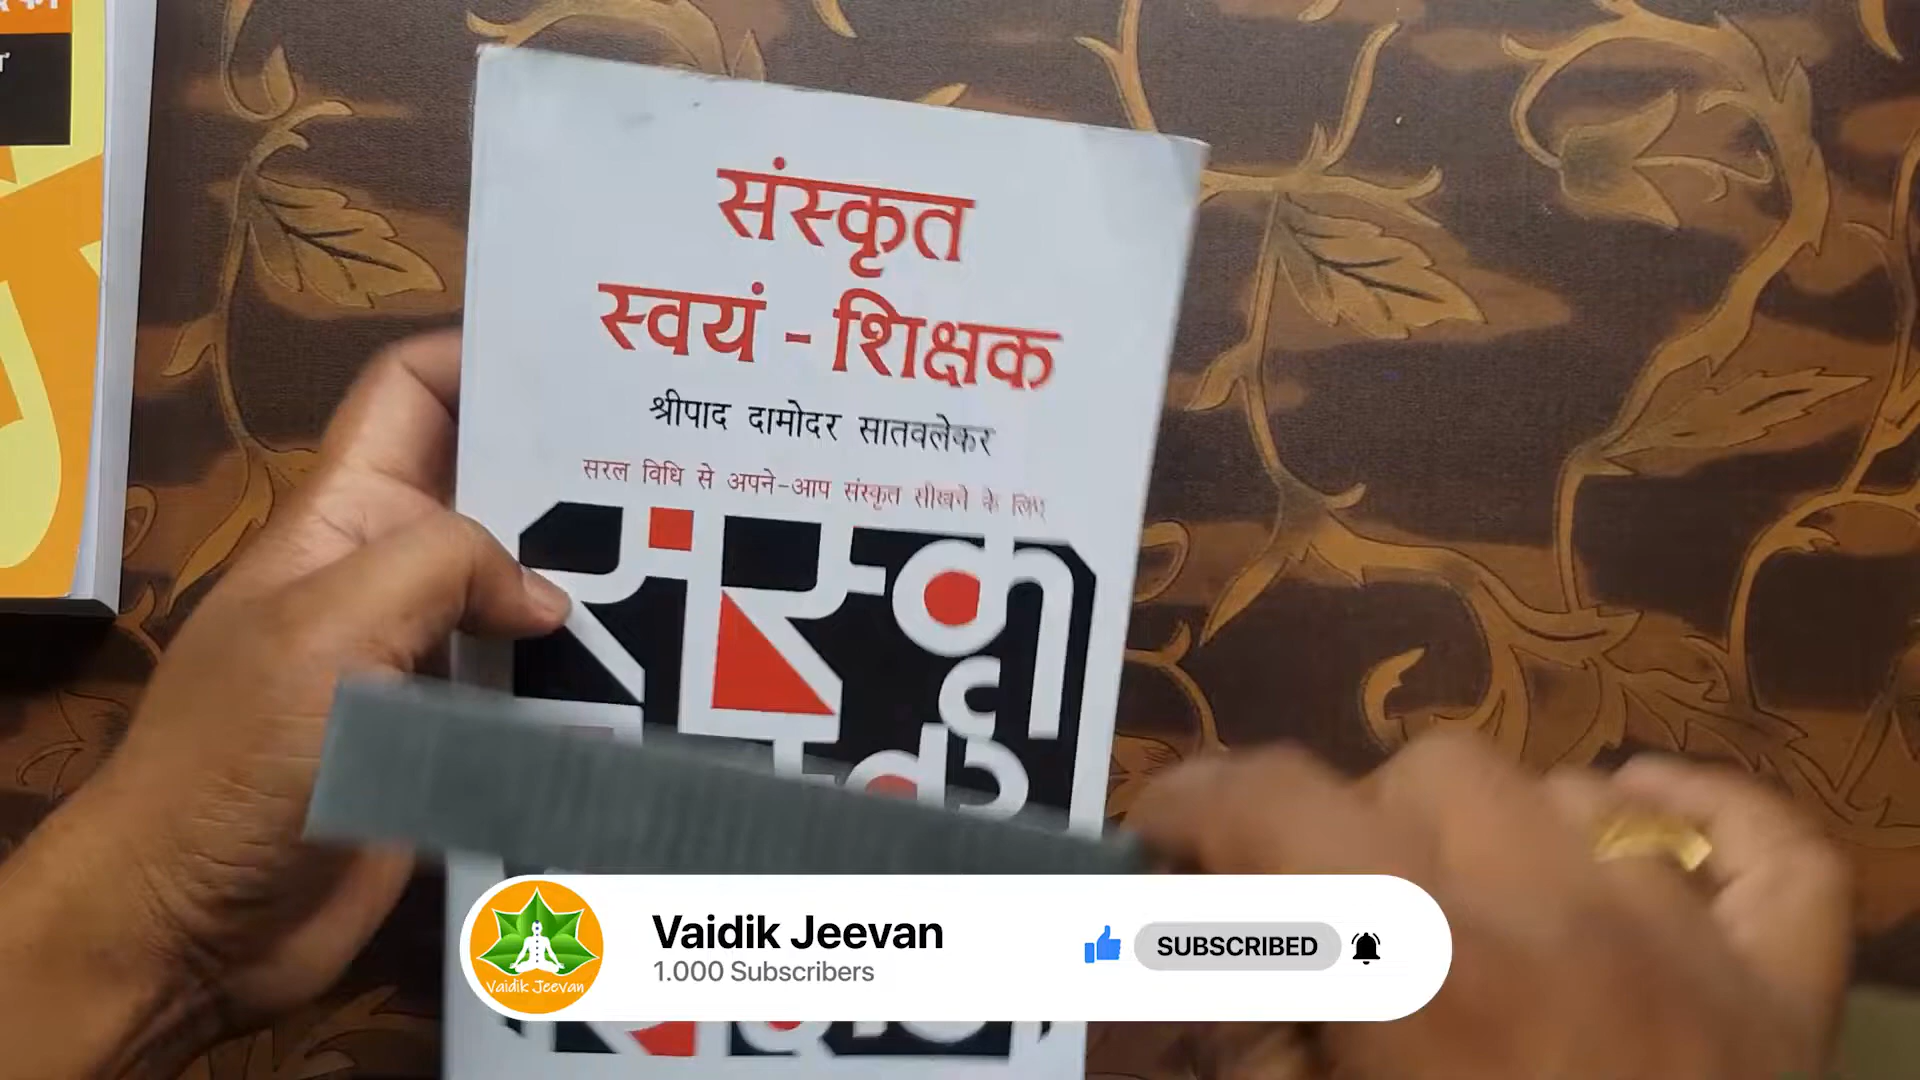 संस्कृत
स्वयं - शिक्षक
श्रीपाद दामोदर सातवलेकर
सरल विधि से अपने-आप संस्कृत सीखने के लिए
संस्कृ
Vaidik Jeevan
1.000 Subscribers
SUBSCRIBED
Vaidik Jeevan